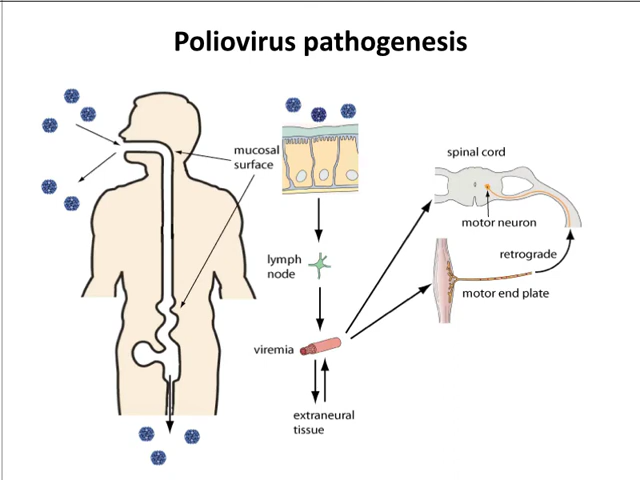 Poliovirus pathogenesis
mucosal
surface
spinal cord
motor neuron
lymph
node
retrograde
motor end plate
viremia
extraneural
tissue